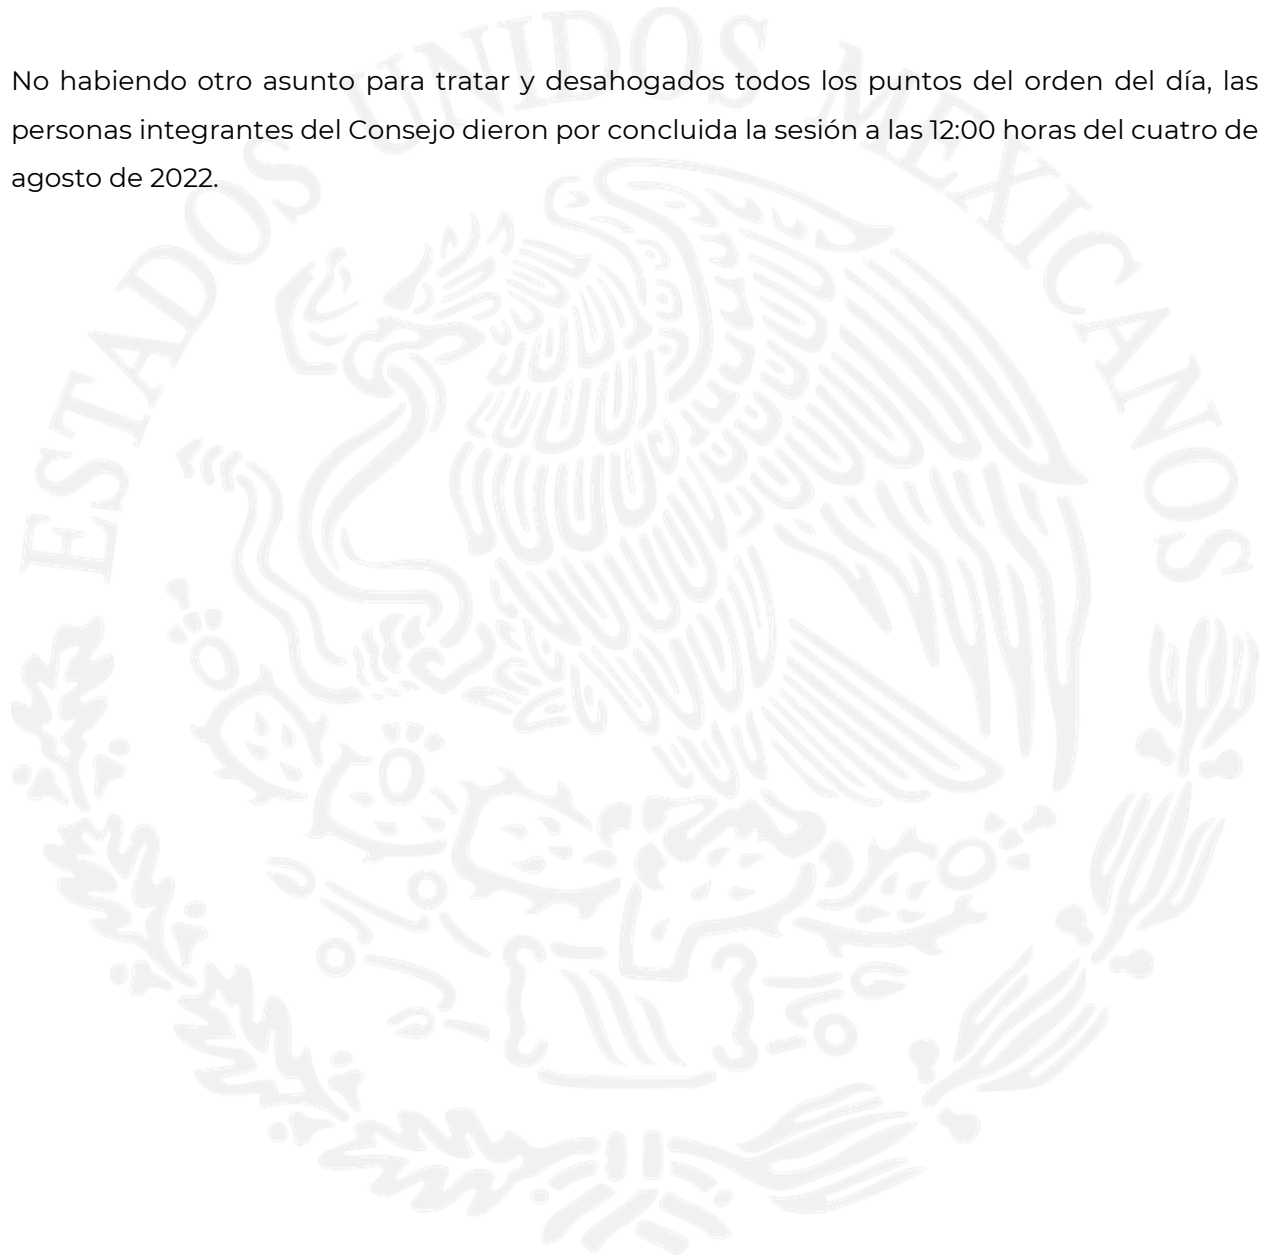 No habiendo otro asunto para tratar y desahogados todos los puntos del orden del día, las
personas integrantes del Consejo dieron por concluida la sesión a las 12:00 horas del cuatro de
agosto de 2022.
ESTADOS UNIDOS MEXICANOS